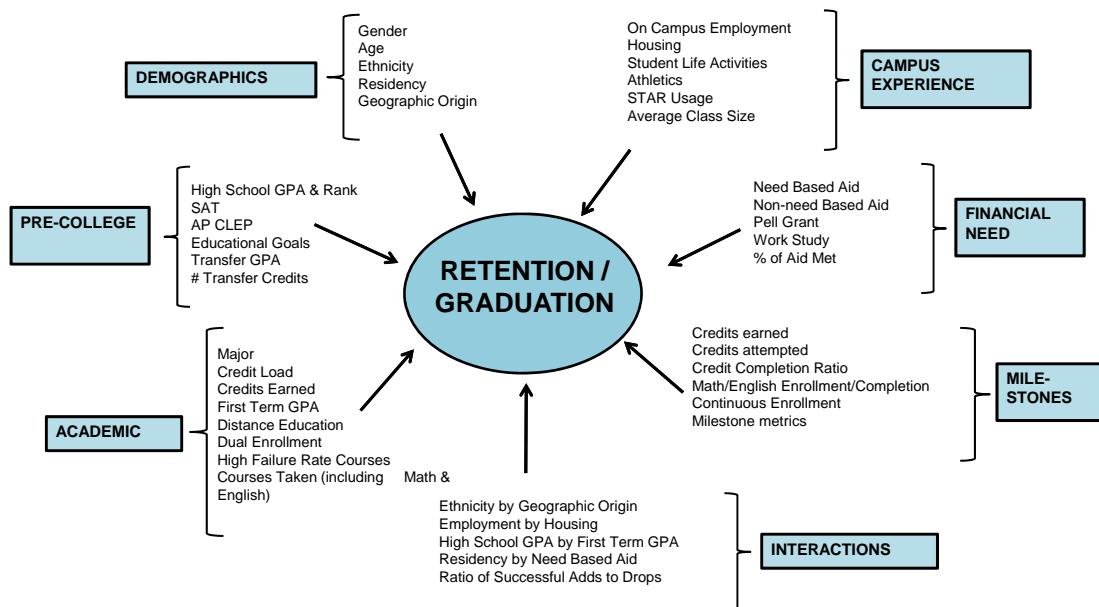 DEMOGRAPHICS
Gender
Age
Ethnicity
Residency
Geographic Origin
On Campus Employment
Housing
Student Life Activities
Athletics
STAR Usage
Average Class Size
CAMPUS
EXPERIENCE
PRE-COLLEGE
High School GPA & Rank
SAT
AP CLEP
Educational Goals
Transfer GPA
# Transfer Credits
RETENTION /
GRADUATION
Need Based Aid
Non-need Based Aid
Pell Grant
Work Study
% of Aid Met
FINANCIAL
NEED
ACADEMIC
Major
Credit Load
Credits Earned
First Term GPA
Distance Education
Dual Enrollment
High Failure Rate Courses
Courses Taken (including Math &
English)
Credits earned
Credits attempted
Credit Completion Ratio
Math/English Enrollment/Completion
Continuous Enrollment
Milestone metrics
MILE-
STONES
Ethnicity by Geographic Origin
Employment by Housing
High School GPA by First Term GPA
Residency by Need Based Aid
Ratio of Successful Adds to Drops
INTERACTIONS